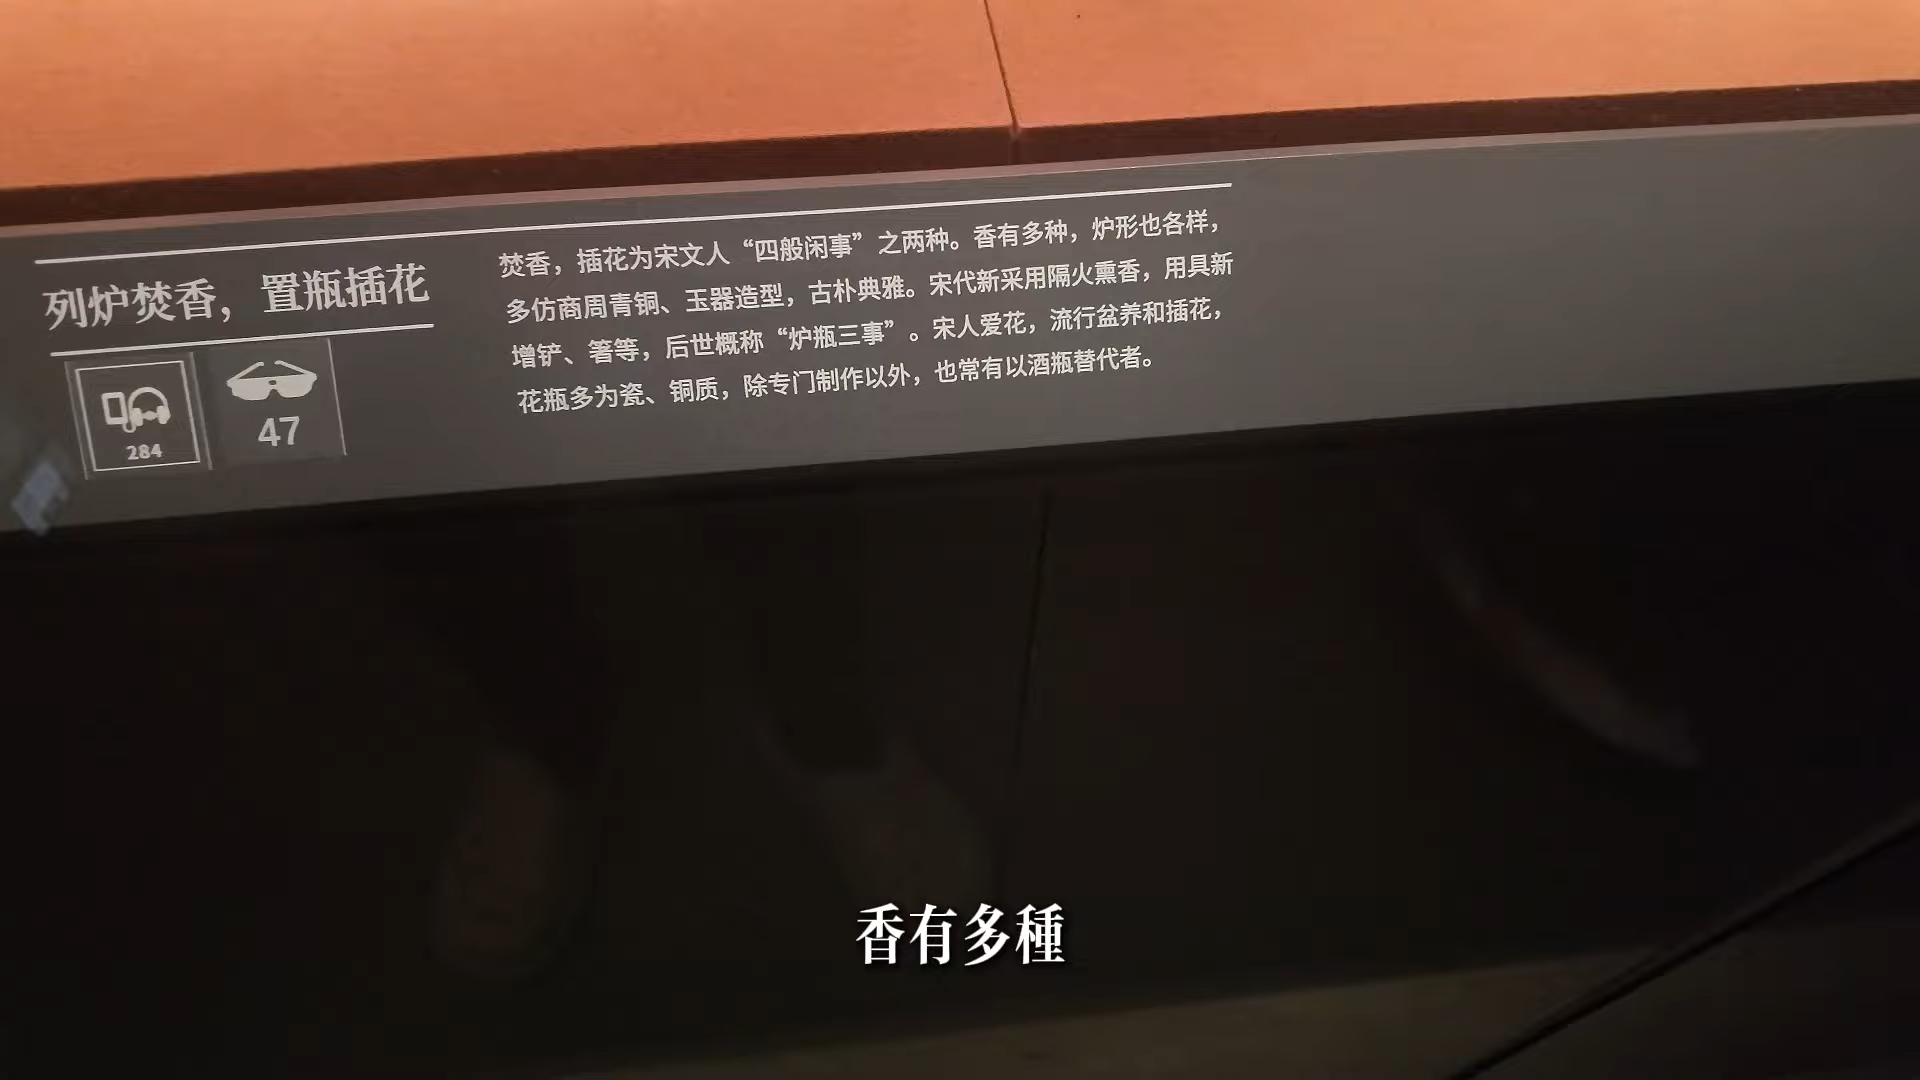 列炉焚香，置瓶插花
284
47
焚香，插花为宋文人“四般闲事”之两种。香有多种，炉形也各样，
多仿商周青铜、玉器造型，古朴典雅。宋代新采用隔火熏香，用具新
增铲、箸等，后世概称“炉瓶三事”。宋人爱花，流行盆养和插花，
花瓶多为瓷、铜质，除专门制作以外，也常有以酒瓶替代者。
香有多種